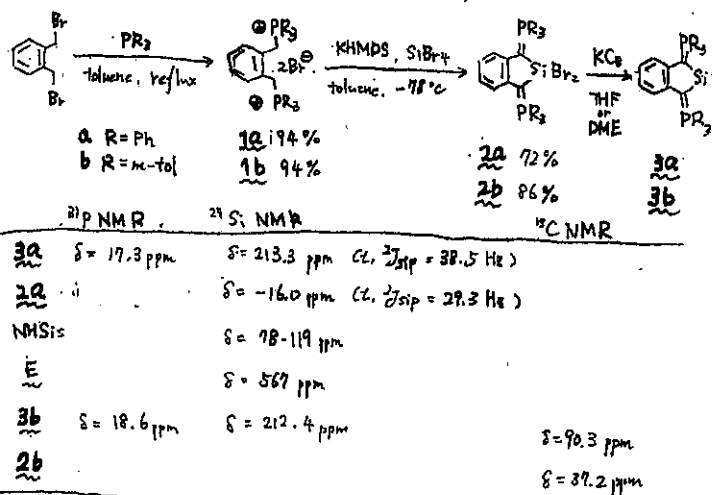 Br
Br
PR₃
toluene, reflux
a R = Ph
b R = m-tol
⊕ PR₃
2Br⊖
⊕ PR₃
1a 94%
1b 94%
KHMDS, SiBr₄
toluene, -78°C
PR₃
SiBr₂
PR₃
2a 72%
2b 86%
KC₈
THF
or
DME
PR₃
Si
PR₃
3a
3b
³¹P NMR ²⁹Si NMR ¹³C NMR
3a δ = 17.3 ppm δ = 213.3 ppm (t, ²Jsip = 38.5 Hz)
2a δ = -16.0 ppm (t, ²Jsip = 29.3 Hz)
NHSis δ = 78-119 ppm
E δ = 567 ppm
3b δ = 18.6 ppm δ = 212.4 ppm δ = 90.3 ppm
2b δ = 37.2 ppm